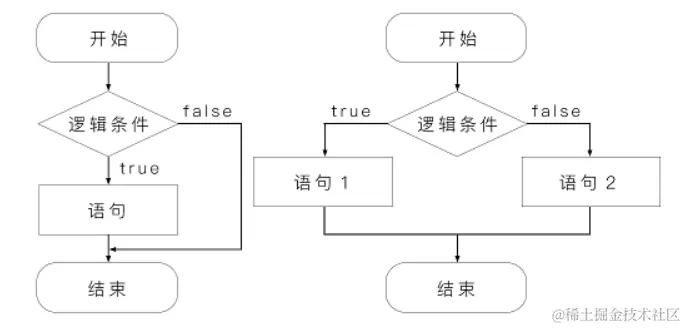 开始
逻辑条件
false
true
语句
结束
开始
true
逻辑条件
false
语句1
语句2
结束
@稀土掘金技术社区